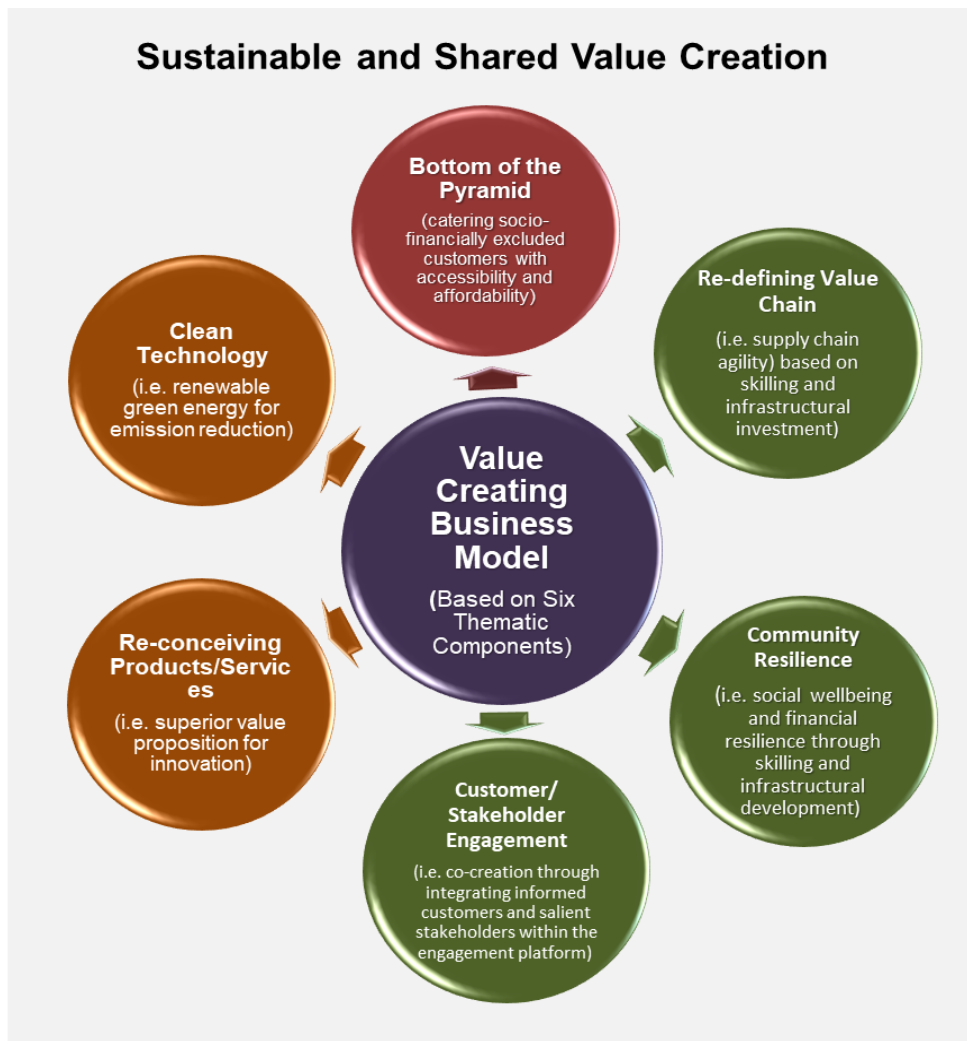 Sustainable and Shared Value Creation
Bottom of the
Pyramid
(catering socio-
financially excluded
customers with
accessibility and
affordability)
Re-defining Value
Chain
(i.e. supply chain
agility) based on
skilling and
infrastructural
investment)
Clean
Technology
(i.e. renewable
green energy for
emission reduction)
Value
Creating
Business
Model
(Based on Six
Thematic
Components)
Re-conceiving
Products/Servic
es
(i.e. superior value
proposition for
innovation)
Community
Resilience
(i.e. social wellbeing
and financial
resilience through
skilling and
infrastructural
development)
Customer/
Stakeholder
Engagement
(i.e. co-creation through
integrating informed
customers and salient
stakeholders within the
engagement platform)